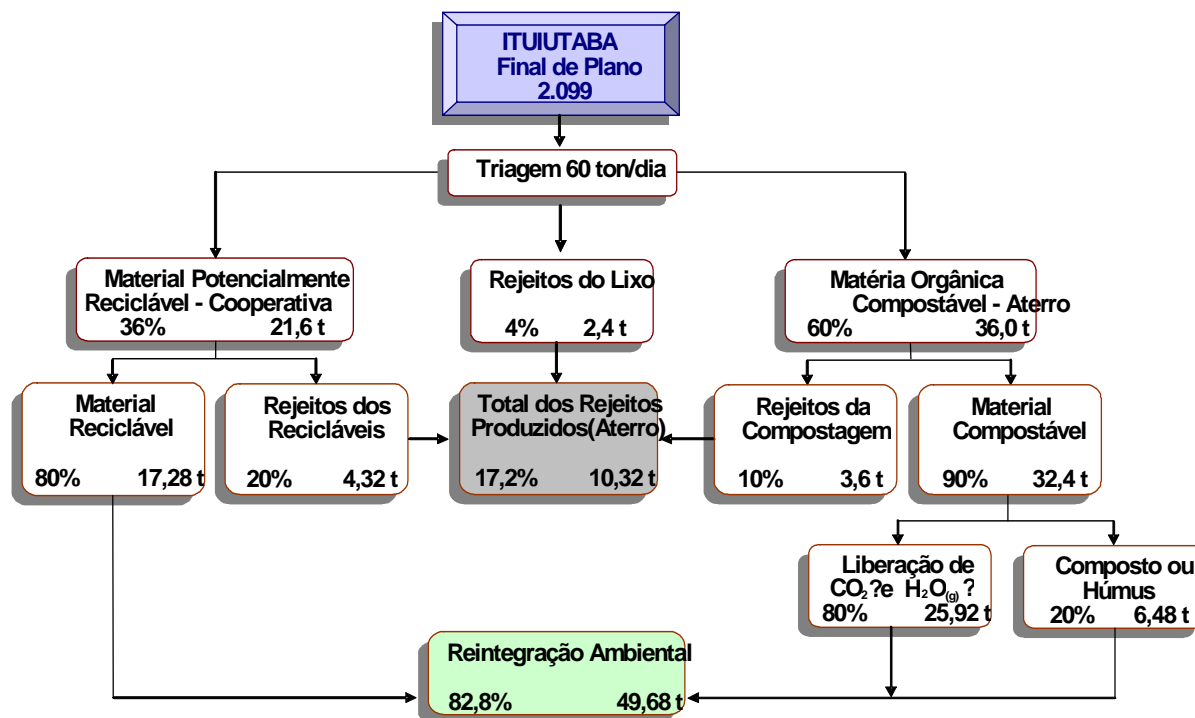 ITUIUTABA
Final de Plano
2.099
Triagem 60 ton/dia
Material Potencialmente
Reciclável - Cooperativa
36% 21,6 t
Rejeitos do Lixo
4% 2,4 t
Matéria Orgânica
Compostável - Aterro
60% 36,0 t
Material
Reciclável
80% 17,28 t
Rejeitos dos
Recicláveis
20% 4,32 t
Total dos Rejeitos
Produzidos(Aterro)
17,2% 10,32 t
Rejeitos da
Compostagem
10% 3,6 t
Material
Compostável
90% 32,4 t
Liberação de
CO₂?e H₂O₍g₎ ?
80% 25,92 t
Composto ou
Húmus
20% 6,48 t
Reintegração Ambiental
82,8% 49,68 t